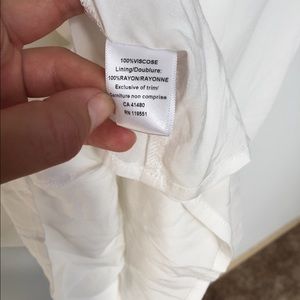 100%VISCOSE
Lining/Doublure:
100%RAYON/RAYONNE
Exclusive of trim/
Garniture non comprise
CA 41480
RN 119551